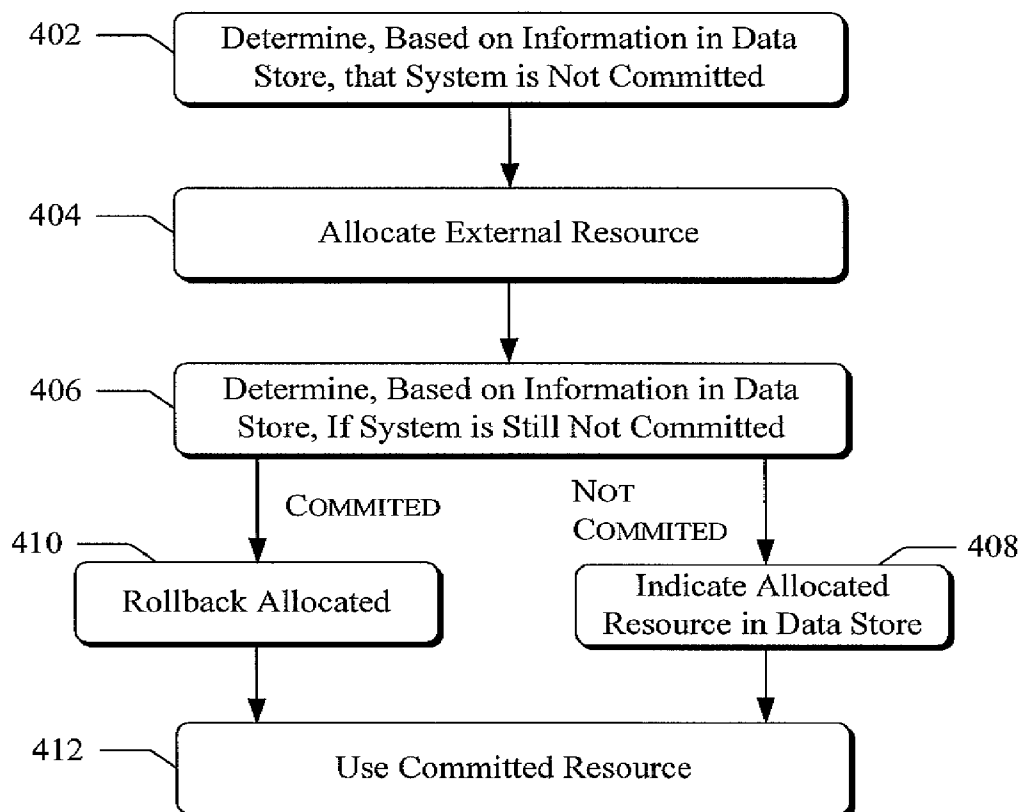 402
Determine, Based on Information in Data
Store, that System is Not Committed
404
Allocate External Resource
406
Determine, Based on Information in Data
Store, If System is Still Not Committed
COMMITED
NOT
COMMITED
410
Rollback Allocated
408
Indicate Allocated
Resource in Data Store
412
Use Committed Resource